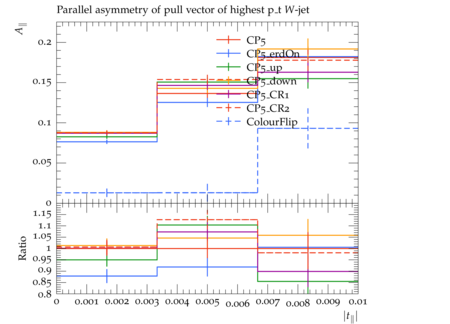 Parallel asymmetry of pull vector of highest p_t W-jet
A∥
0.2
0.15
0.1
0.05
0
CP5
CP5_erdOn
CP5_up
CP5_down
CP5_CR1
CP5_CR2
ColourFlip
Ratio
1.15
1.1
1.05
1
0.95
0.9
0.85
0.8
0 0.001 0.002 0.003 0.004 0.005 0.006 0.007 0.008 0.009 0.01
|t∥|